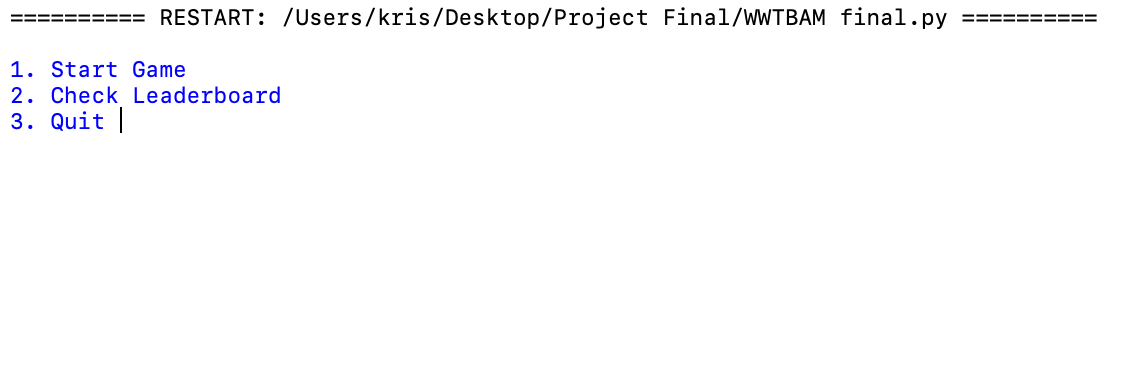 ========== RESTART: /Users/kris/Desktop/Project Final/WWTBAM final.py ==========
1. Start Game
2. Check Leaderboard
3. Quit